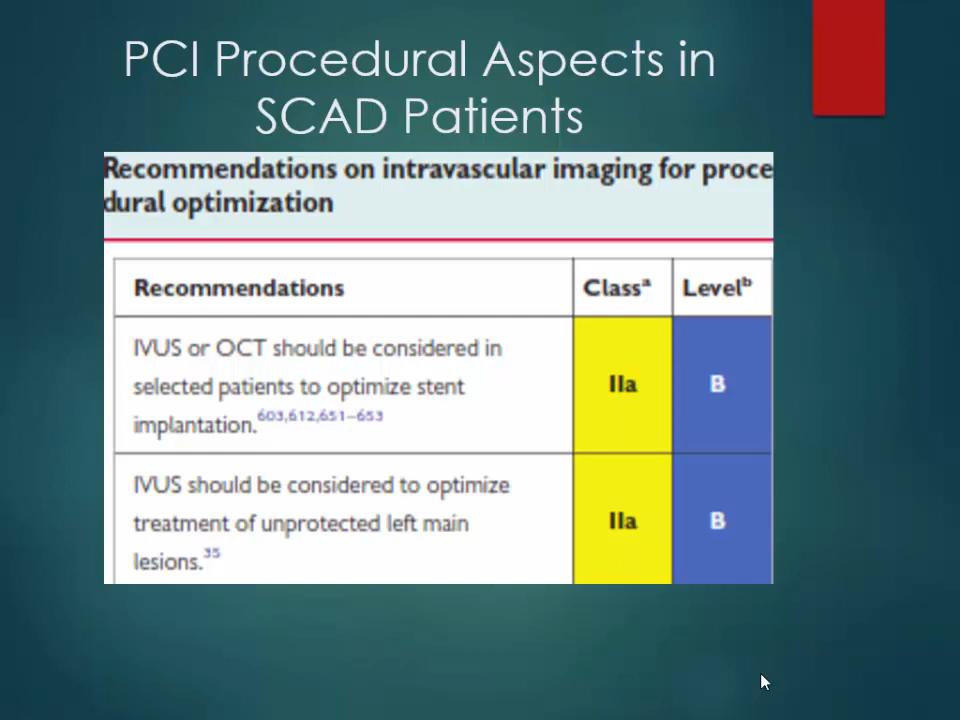 PCI Procedural Aspects in
SCAD Patients
Recommendations on intravascular imaging for proce
dural optimization
Recommendations Classᵃ Levelᵇ
IVUS or OCT should be considered in
selected patients to optimize stent
implantation.⁶⁰³,⁶¹²,⁶⁵¹⁻⁶⁵³
IIa B
IVUS should be considered to optimize
treatment of unprotected left main
lesions.³⁵
IIa B